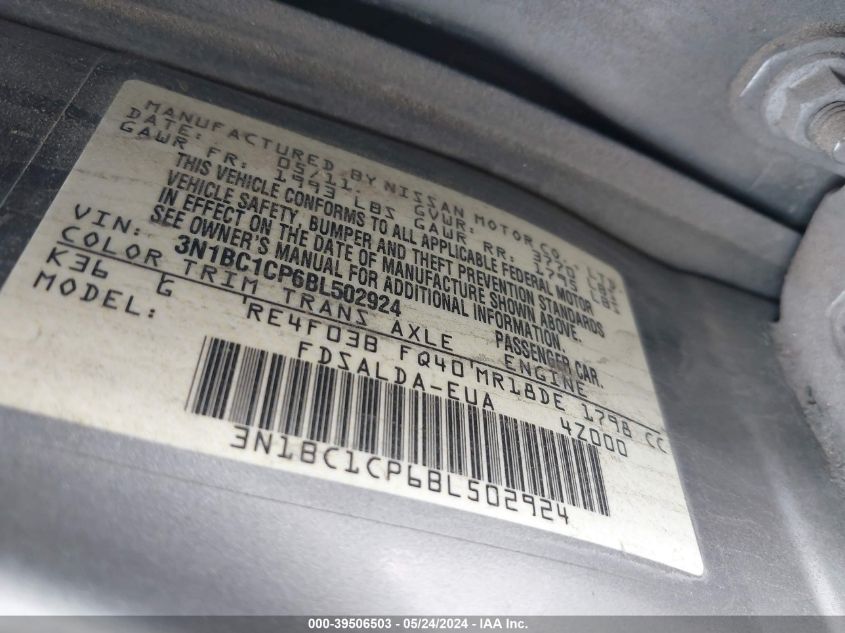 MANUFACTURED BY NISSAN MOTOR CO., LTD.
DATE: 05/11 GVWR: 3770 LBS
GAWR FR: 1993 LBS GAWR RR: 1775 LBS
THIS VEHICLE CONFORMS TO ALL APPLICABLE FEDERAL MOTOR
VEHICLE SAFETY, BUMPER AND THEFT PREVENTION STANDARDS
IN EFFECT ON THE DATE OF MANUFACTURE SHOWN ABOVE.
SEE OWNER'S MANUAL FOR ADDITIONAL INFORMATION.
VIN: 3N1BC1CP6BL502924 PASSENGER CAR.
COLOR TRIM TRANS AXLE ENGINE
K36 G RE4F03B FQ40 MR18DE 1798 CC
MODEL: FDSALDA-EUA 4Z000
3N1BC1CP6BL502924
000-39506503 - 05/24/2024 - IAA Inc.